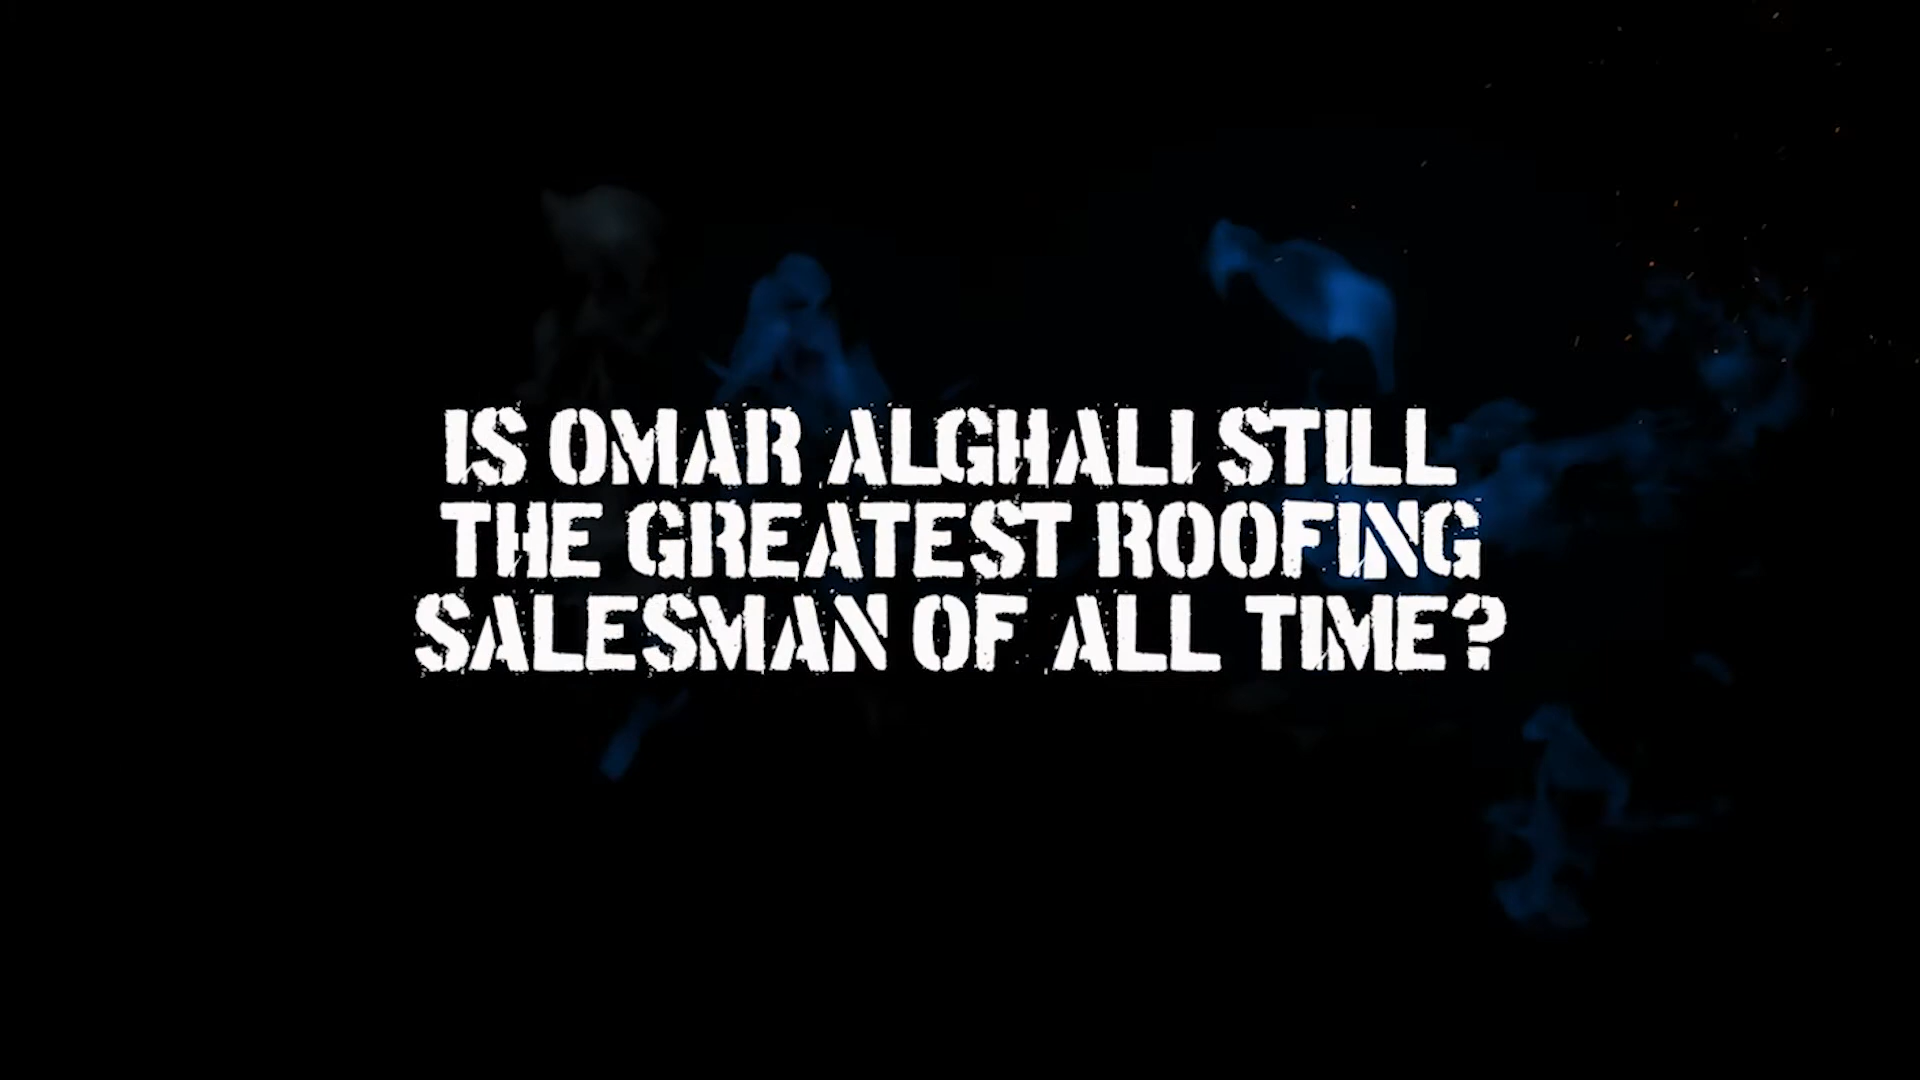 IS OMAR ALGHALI STILL
THE GREATEST ROOFING
SALESMAN OF ALL TIME?